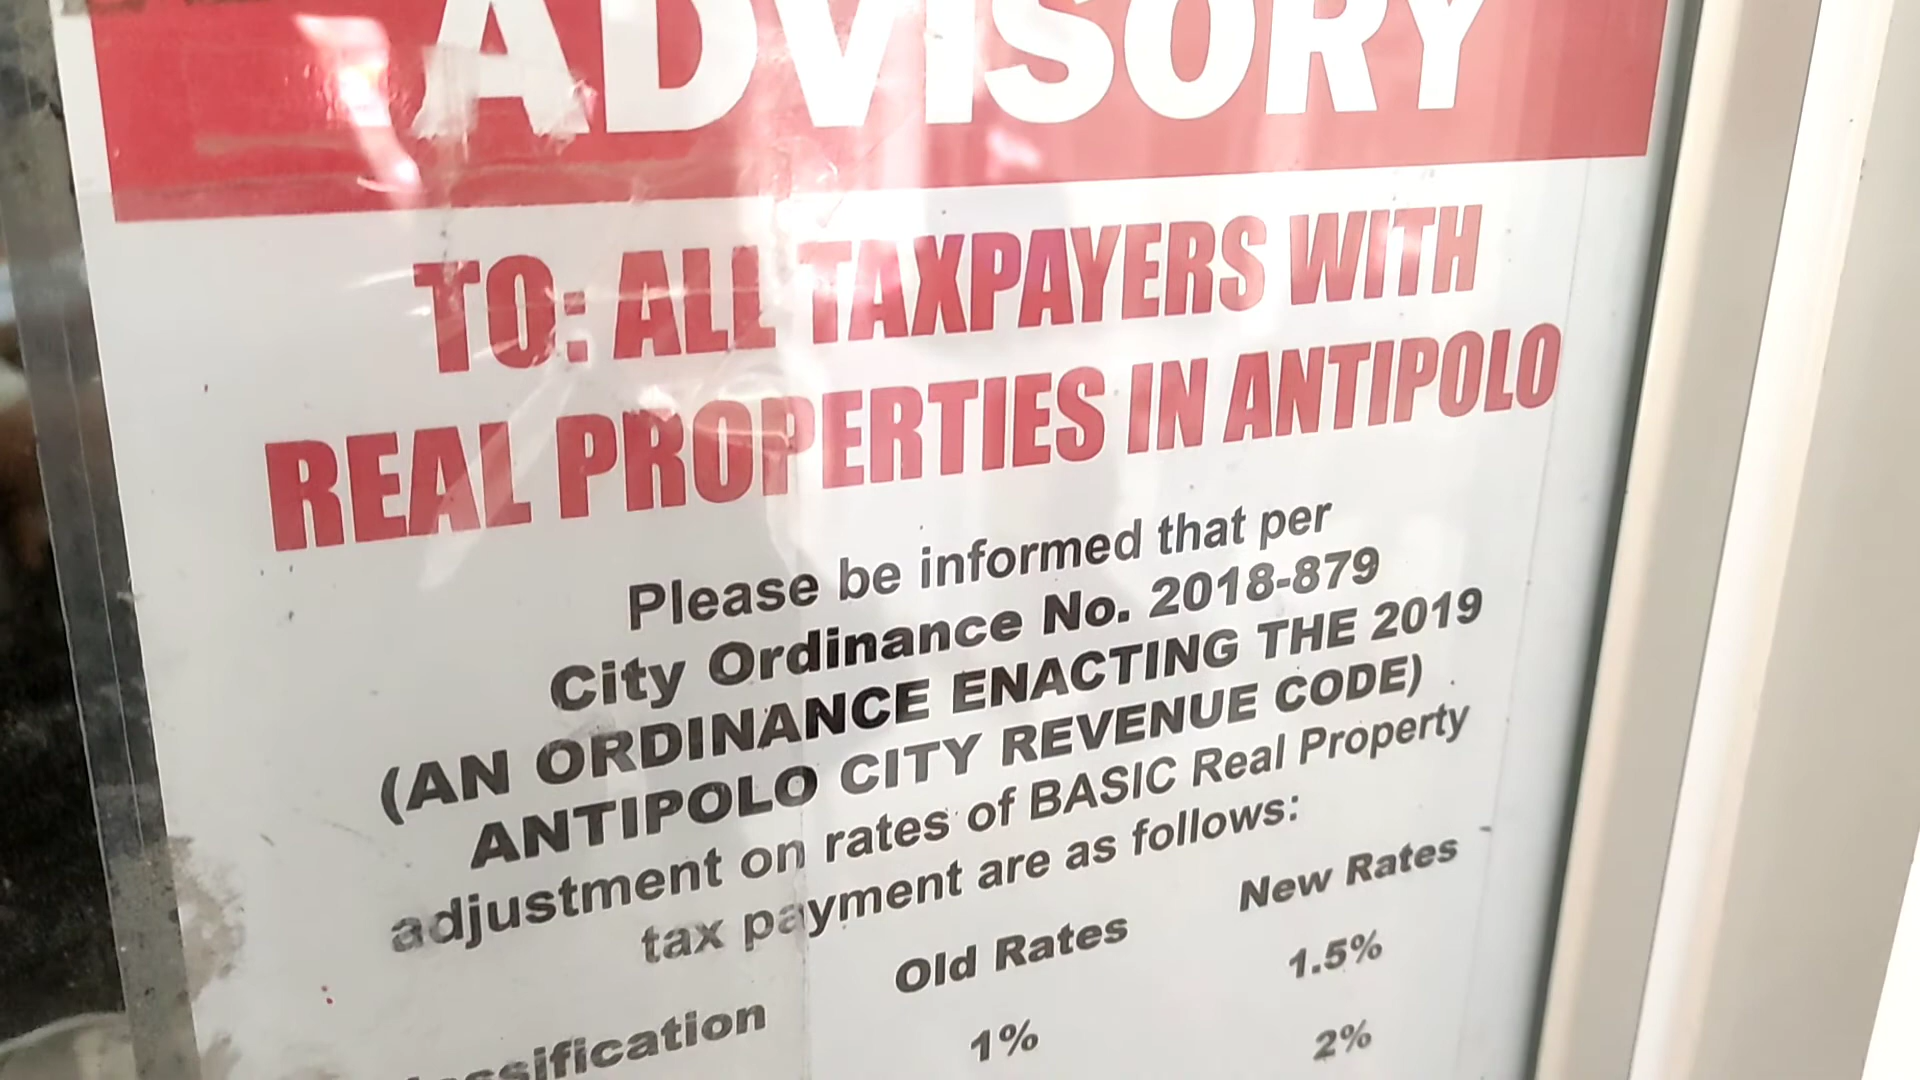 ADVISORY
TO: ALL TAXPAYERS WITH
REAL PROPERTIES IN ANTIPOLO
Please be informed that per
City Ordinance No. 2018-879
(AN ORDINANCE ENACTING THE 2019
ANTIPOLO CITY REVENUE CODE)
adjustment on rates of BASIC Real Property
tax payment are as follows:
Old Rates New Rates
1% 1.5%
2%